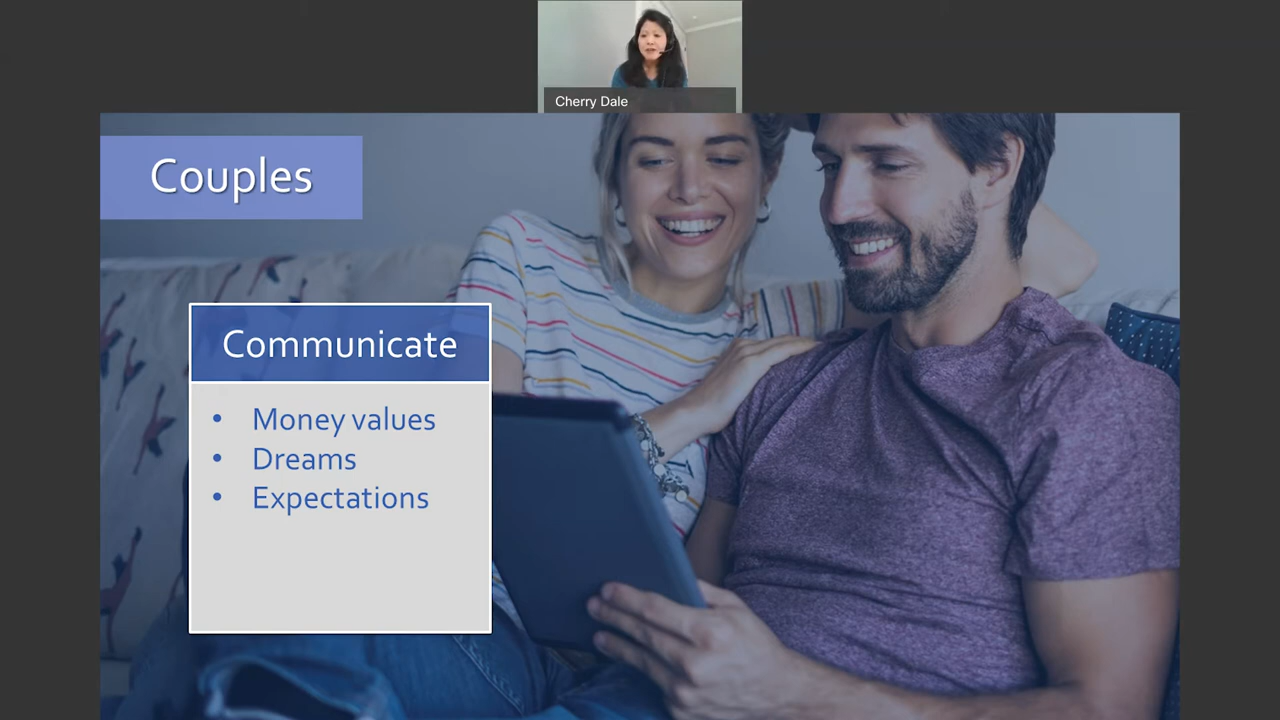 Cherry Dale
Couples
Communicate
• Money values
• Dreams
• Expectations